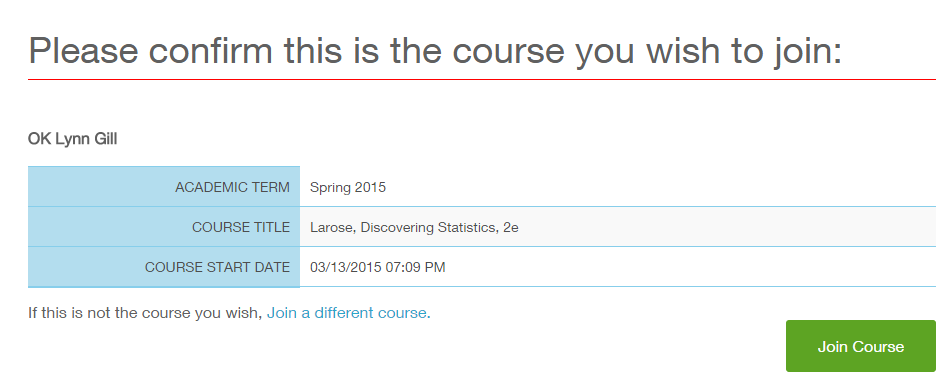 Please confirm this is the course you wish to join:
OK Lynn Gill
ACADEMIC TERM Spring 2015
COURSE TITLE Larose, Discovering Statistics, 2e
COURSE START DATE 03/13/2015 07:09 PM
If this is not the course you wish, Join a different course.
Join Course